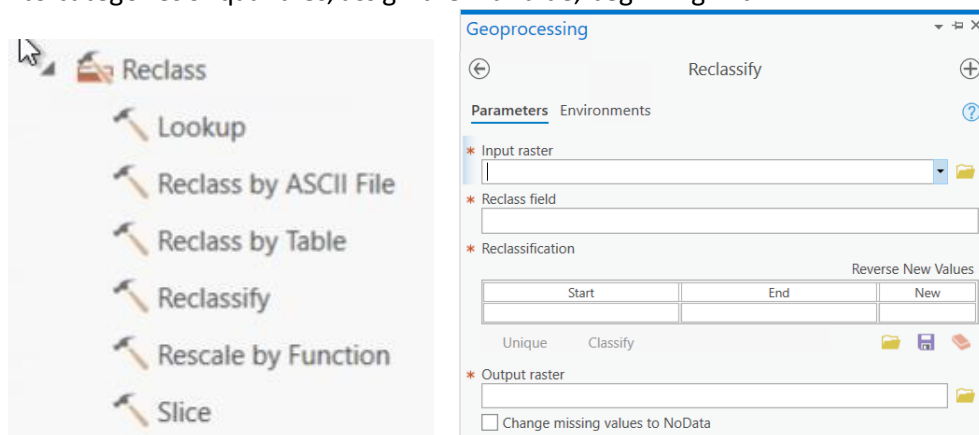 Geoprocessing
Reclassify
Parameters Environments
* Input raster
* Reclass field
* Reclassification
Reverse New Values
Start End New
Unique Classify
* Output raster
Change missing values to NoData
Reclass
Lookup
Reclass by ASCII File
Reclass by Table
Reclassify
Rescale by Function
Slice